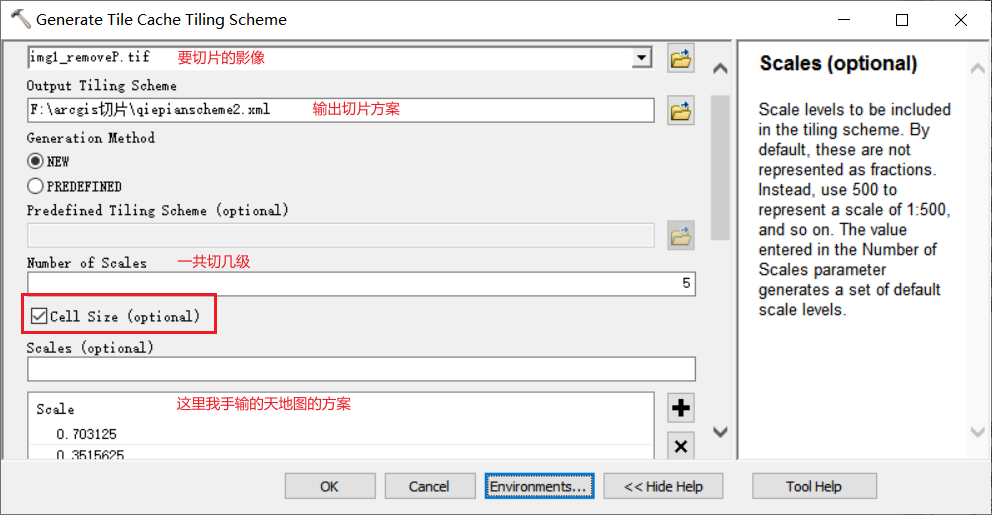 Generate Tile Cache Tiling Scheme
img1_removeP.tif 要切片的影像
Output Tiling Scheme
F:\arcgis切片\qiepianscheme2.xml 输出切片方案
Generation Method
NEW
PREDEFINED
Predefined Tiling Scheme (optional)
Number of Scales 一共切几级
5
Cell Size (optional)
Scales (optional)
Scale 这里我手输的天地图的方案
0.703125
0.3515625
Scales (optional)
Scale levels to be included
in the tiling scheme. By
default, these are not
represented as fractions.
Instead, use 500 to
represent a scale of 1:500,
and so on. The value
entered in the Number of
Scales parameter
generates a set of default
scale levels.
OK
Cancel
Environments...
<< Hide Help
Tool Help